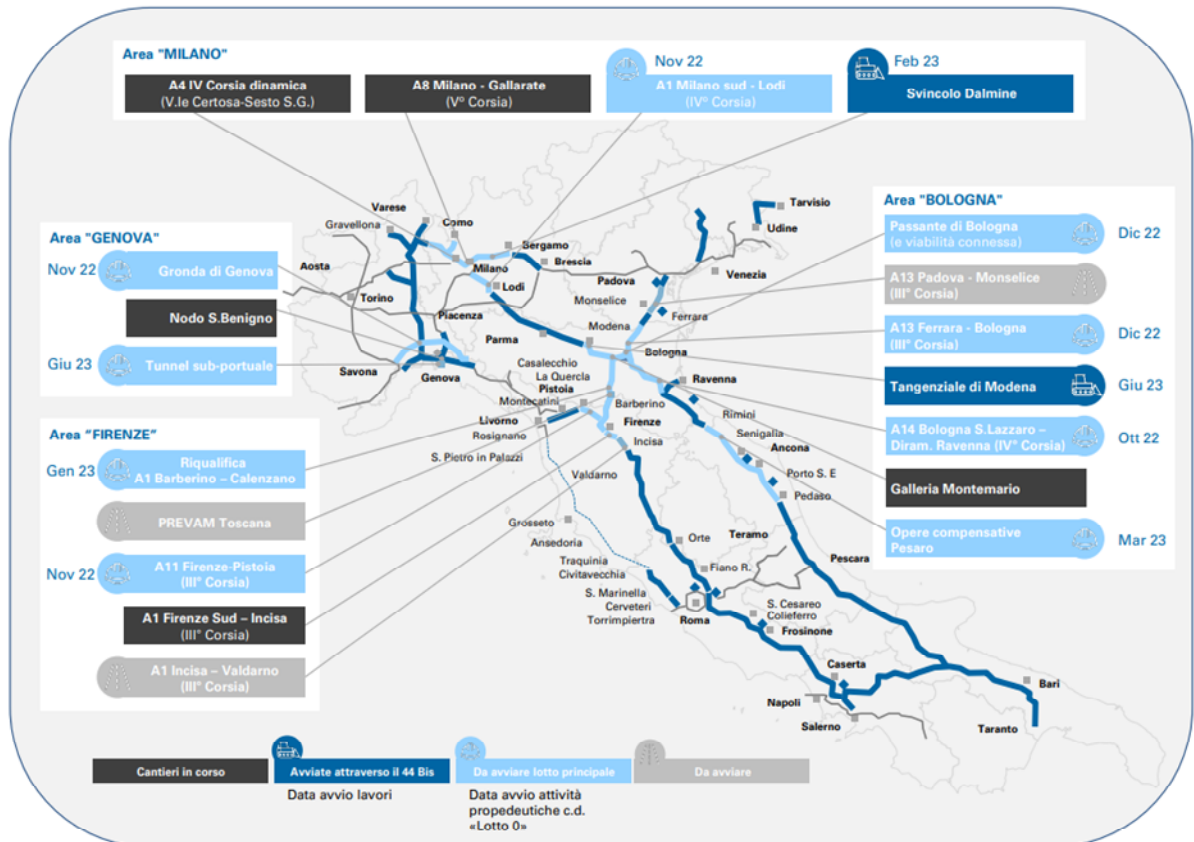 Area "MILANO"
A4 IV Corsia dinamica
(V.le Certosa-Sesto S.G.)
A8 Milano - Gallarate
(V° Corsia)
Nov 22
A1 Milano sud - Lodi
(IV° Corsia)
Feb 23
Svincolo Dalmine
Area "GENOVA"
Nov 22
Gronda di Genova
Nodo S.Benigno
Giu 23
Tunnel sub-portuale
Area "FIRENZE"
Gen 23
Riqualifica
A1 Barberino – Calenzano
PREVAM Toscana
Nov 22
A11 Firenze-Pistoia
(III° Corsia)
A1 Firenze Sud – Incisa
(III° Corsia)
A1 Incisa – Valdarno
(III° Corsia)
Area "BOLOGNA"
Passante di Bologna
(e viabilità connessa)
Dic 22
A13 Padova - Monselice
(III° Corsia)
A13 Ferrara - Bologna
(III° Corsia)
Dic 22
Tangenziale di Modena
Giu 23
A14 Bologna S.Lazzaro –
Diram. Ravenna (IV° Corsia)
Ott 22
Galleria Montemario
Opere compensative
Pesaro
Mar 23
Varese
Gravellona
Como
Bergamo
Brescia
Aosta
Milano
Lodi
Torino
Piacenza
Parma
Savona
Genova
Tarvisio
Udine
Padova
Venezia
Monselice
Ferrara
Modena
Bologna
Casalecchio
La Quercla
Pistoia
Montecatini
Barberino
Ravenna
Livorno
Firenze
Rosignano
Incisa
S. Pietro in Palazzi
Valdarno
Rimini
Senigalia
Ancona
Porto S. E
Pedaso
Grosseto
Ansedoria
Orte
Teramo
Traquinia
Civitavecchia
Fiano R.
Pescara
S. Marinella
Cerveteri
Torrimpiertra
Roma
S. Cesareo
Colieferro
Frosinone
Caserta
Napoli
Salerno
Bari
Taranto
Cantieri in corso
Avviate attraverso il 44 Bis
Data avvio lavori
Da avviare lotto principale
Data avvio attività
propedeutiche c.d.
«Lotto 0»
Da avviare